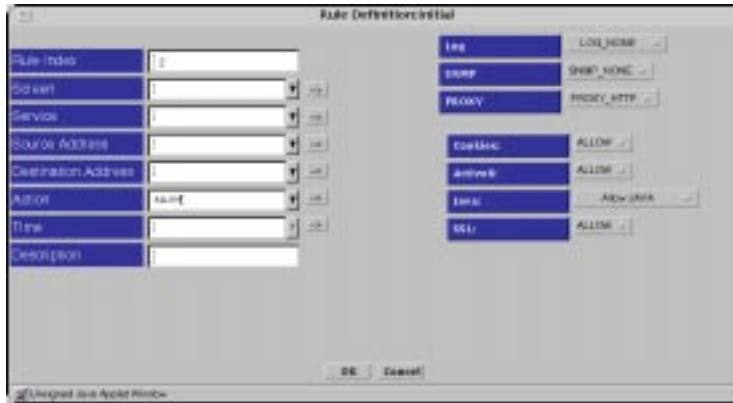 Rule Definition:Initial
Rule Index
2
Service
Source Address
Destination Address
Action
Time
Description
Log
LOG_NONE
SNMP
SNMP_NONE
PROXY
PROXY_HTTP
Cookies:
ALLOW
ActiveX:
ALLOW
Java:
Allow JAVA
SSL:
ALLOW
OK
Cancel
Unsigned Java Applet Window